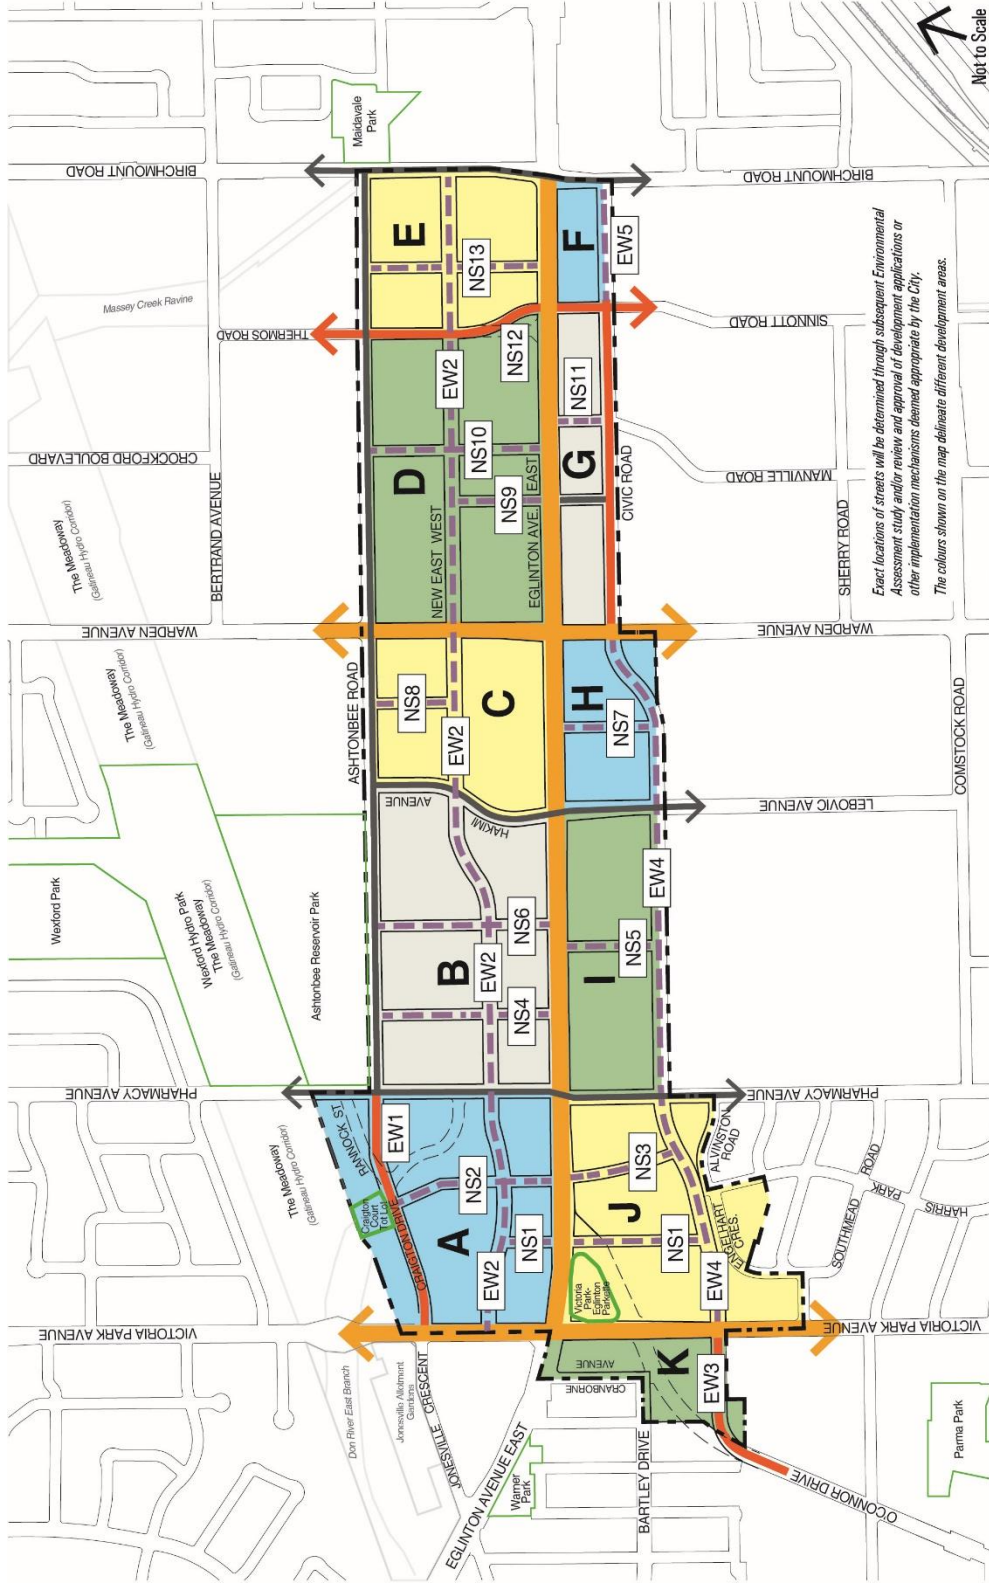 Wexford Park
Wexford Hydro Park
The Meadoway
(Gatineau Hydro Corridor)
Ashtonbee Reservoir Park
The Meadoway
(Gatineau Hydro Corridor)
The Meadoway
(Gatineau Hydro Corridor)
The Meadoway
(Gatineau Hydro Corridor)
Massey Creek Ravine
Maidavale
Park
Don River East Branch
Jonesville Allotment
Gardens
VICTORIA PARK AVENUE
PHARMACY AVENUE
WARDEN AVENUE
BERTRAND AVENUE
CROCKFORD BOULEVARD
THERMOS ROAD
BIRCHMOUNT ROAD
ASHTONBEE ROAD
JONESVILLE CRESCENT
EGLINTON AVENUE EAST
Warner
Park
BANNOCK ST.
Craigton
Court
Tot Lot
CRAIGTON DRIVE
EW1
A
NS2
EW2
NS1
B
NS4
EW2
NS6
HAKIMI
AVENUE
C
NS8
EW2
D
NEW EAST WEST
EW2
NS10
NS9
NS12
EGLINTON AVE. EAST
E
NS13
F
EW5
G
NS11
CIVIC ROAD
H
NS7
I
NS5
EW4
J
NS3
NS1
EW4
Victoria
Park-
Eglinton
Parkette
ENGELHART
CRES.
ALVINSTON
ROAD
K
EW3
CRANBORNE
AVENUE
BARTLEY DRIVE
O'CONNOR DRIVE
Parma Park
VICTORIA PARK AVENUE
SOUTHMEAD
ROAD
HARRIS
PARK
PHARMACY AVENUE
LEBOVIC AVENUE
COMSTOCK ROAD
WARDEN AVENUE
SHERRY ROAD
MANVILLE ROAD
SINNOTT ROAD
BIRCHMOUNT ROAD
Exact locations of streets will be determined through subsequent Environmental
Assessment study and/or review and approval of development applications or
other implementation mechanisms deemed appropriate by the City.
The colours shown on the map delineate different development areas.
Not to Scale